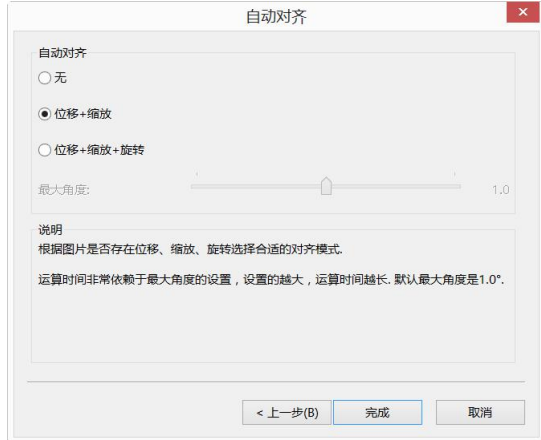 自动对齐
自动对齐
无
位移+缩放
位移+缩放+旋转
最大角度: 1.0
说明
根据图片是否存在位移、缩放、旋转选择合适的对齐模式.
运算时间非常依赖于最大角度的设置，设置的越大，运算时间越长. 默认最大角度是1.0°.
< 上一步(B) 完成 取消